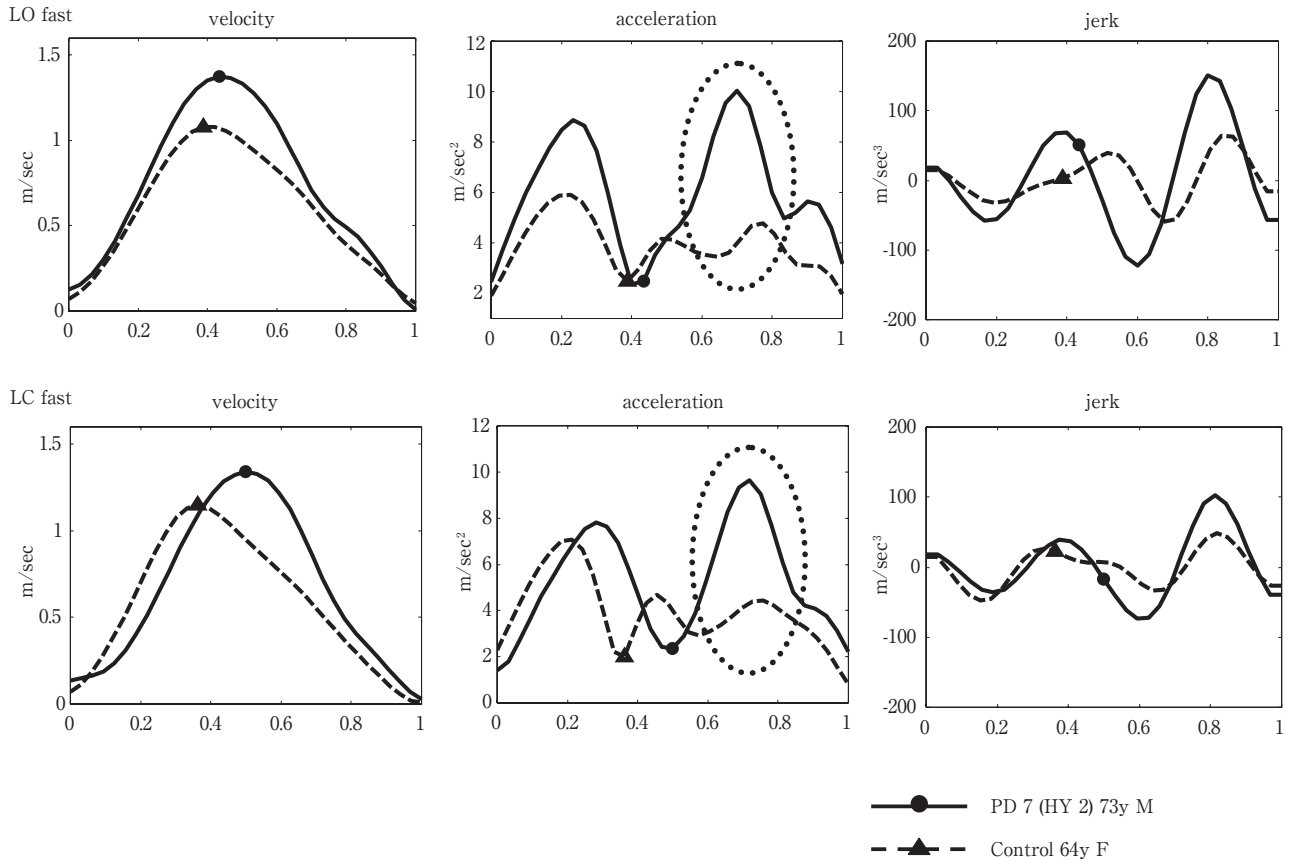 LO fast
velocity
acceleration
jerk
m/sec
1.5
1
0.5
0
0 0.2 0.4 0.6 0.8 1
m/sec²
12
10
8
6
4
2
0 0.2 0.4 0.6 0.8 1
m/sec³
200
100
0
-100
-200
0 0.2 0.4 0.6 0.8 1
LC fast
velocity
acceleration
jerk
m/sec
1.5
1
0.5
0
0 0.2 0.4 0.6 0.8 1
m/sec²
12
10
8
6
4
2
0
0 0.2 0.4 0.6 0.8 1
m/sec³
200
100
0
-100
-200
0 0.2 0.4 0.6 0.8 1
PD 7 (HY 2) 73y M
Control 64y F